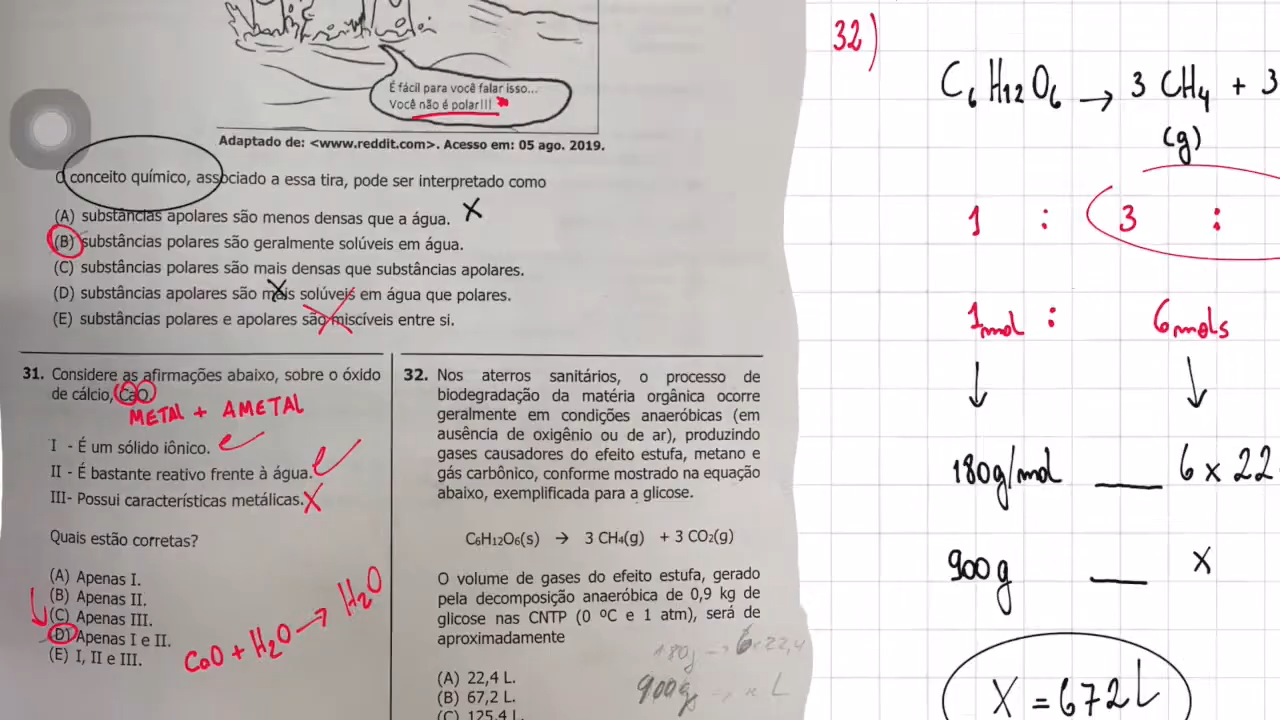 É fácil para você falar isso...
Você não é polar!!!
Adaptado de: <www.reddit.com>. Acesso em: 05 ago. 2019.
O conceito químico, associado a essa tira, pode ser interpretado como
(A) substâncias apolares são menos densas que a água. X
(B) substâncias polares são geralmente solúveis em água.
(C) substâncias polares são mais densas que substâncias apolares.
(D) substâncias apolares são mais solúveis em água que polares.
(E) substâncias polares e apolares são miscíveis entre si.
31. Considere as afirmações abaixo, sobre o óxido
de cálcio, CaO.
METAL + AMETAL
I - É um sólido iônico.
II - É bastante reativo frente à água.
III- Possui características metálicas. X
Quais estão corretas?
(A) Apenas I.
(B) Apenas II.
(C) Apenas III.
(D) Apenas I e II.
(E) I, II e III.
CaO + H2O → H2O
32. Nos aterros sanitários, o processo de
biodegradação da matéria orgânica ocorre
geralmente em condições anaeróbicas (em
ausência de oxigênio ou de ar), produzindo
gases causadores do efeito estufa, metano e
gás carbônico, conforme mostrado na equação
abaixo, exemplificada para a glicose.
C6H12O6(s) → 3 CH4(g) + 3 CO2(g)
O volume de gases do efeito estufa, gerado
pela decomposição anaeróbica de 0,9 kg de
glicose nas CNTP (0 ºC e 1 atm), será de
aproximadamente
180g → 6x22,4
900g → x L
(A) 22,4 L.
(B) 67,2 L.
(C) 125,4 L.
32)
C6H12O6 → 3 CH4 + 3
(g)
1 : 3 :
1mol : 6mols
180g/mol 6 x 22
900g X
X = 672L